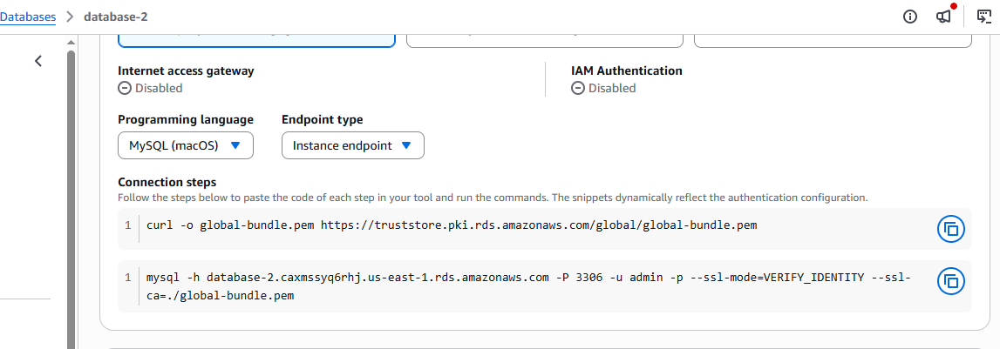 Databases > database-2
Internet access gateway
Disabled
IAM Authentication
Disabled
Programming language
MySQL (macOS)
Endpoint type
Instance endpoint
Connection steps
Follow the steps below to paste the code of each step in your tool and run the commands. The snippets dynamically reflect the authentication configuration.
1 curl -o global-bundle.pem https://truststore.pki.rds.amazonaws.com/global/global-bundle.pem
1 mysql -h database-2.caxmssyq6rhj.us-east-1.rds.amazonaws.com -P 3306 -u admin -p --ssl-mode=VERIFY_IDENTITY --ssl-
ca=./global-bundle.pem